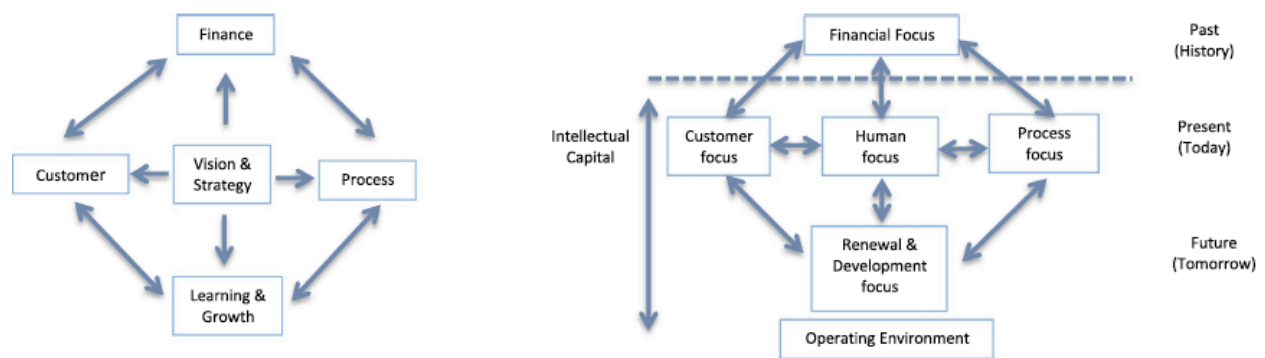 Finance
Customer
Vision &
Strategy
Process
Learning &
Growth
Financial Focus
Past
(History)
Intellectual
Capital
Customer
focus
Human
focus
Process
focus
Present
(Today)
Renewal &
Development
focus
Future
(Tomorrow)
Operating Environment